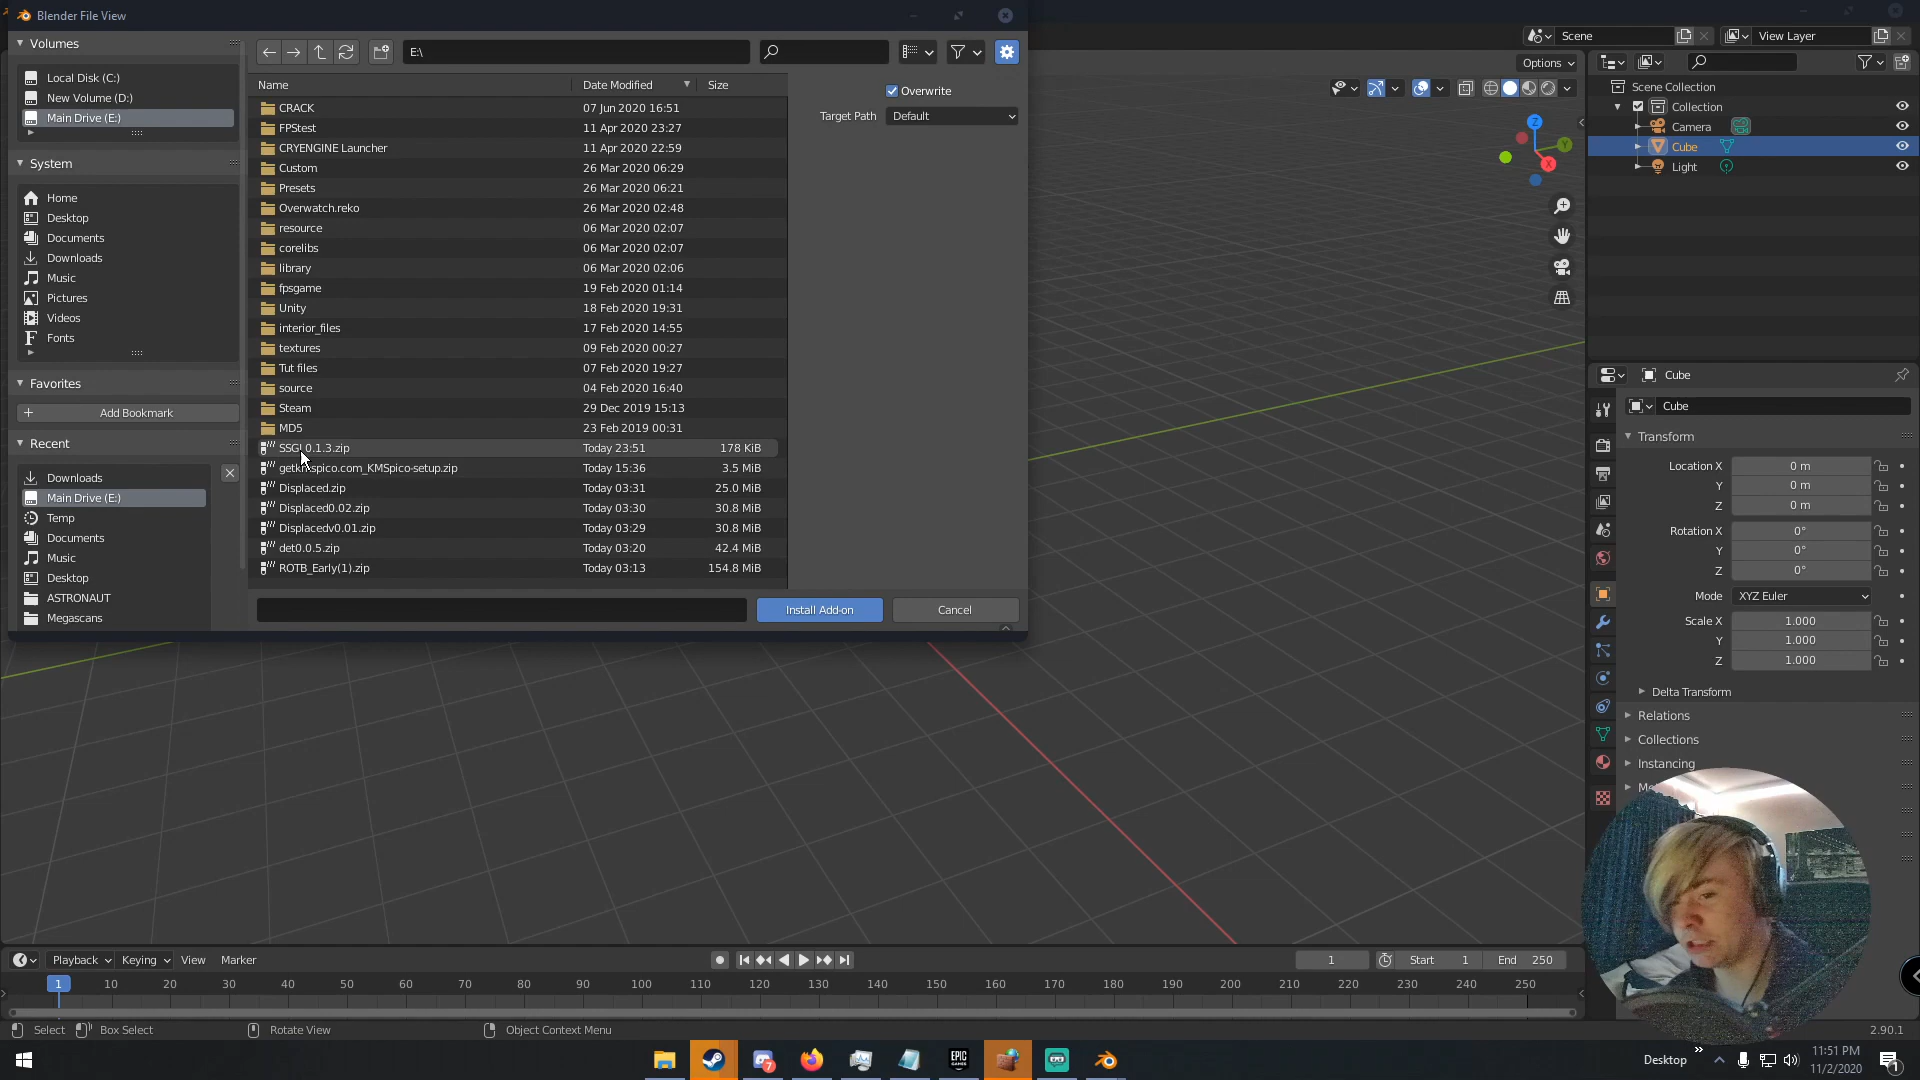 Blender File View
Volumes
Local Disk (C:)
New Volume (D:)
Main Drive (E:)
System
Home
Desktop
Documents
Downloads
Music
Pictures
Videos
Fonts
Favorites
Add Bookmark
Recent
Downloads
Main Drive (E:)
Temp
Documents
Music
Desktop
ASTRONAUT
Megascans
E:\
Name Date Modified Size
CRACK 07 Jun 2020 16:51
FPStest 11 Apr 2020 23:27
CRYENGINE Launcher 11 Apr 2020 22:59
Custom 26 Mar 2020 06:29
Presets 26 Mar 2020 06:21
Overwatch.reko 26 Mar 2020 02:48
resource 06 Mar 2020 02:07
corelibs 06 Mar 2020 02:07
library 06 Mar 2020 02:06
fpsgame 19 Feb 2020 01:14
Unity 18 Feb 2020 19:31
interior_files 17 Feb 2020 14:55
textures 09 Feb 2020 00:27
Tut files 07 Feb 2020 19:27
source 04 Feb 2020 16:40
Steam 29 Dec 2019 15:13
MD5 23 Feb 2019 00:31
SSGI_0.1.3.zip Today 23:51 178 KiB
getkmspico.com_KMSpico-setup.zip Today 15:36 3.5 MiB
Displaced.zip Today 03:31 25.0 MiB
Displaced0.02.zip Today 03:30 30.8 MiB
Displacedv0.01.zip Today 03:29 30.8 MiB
det0.0.5.zip Today 03:20 42.4 MiB
ROTB_Early(1).zip Today 03:13 154.8 MiB
Overwrite
Target Path Default
Install Add-on Cancel
Scene View Layer
Options
X
Y
Z
Scene Collection
Collection
Camera
Cube
Light
Cube
Cube
Transform
Location X 0 m
Y 0 m
Z 0 m
Rotation X 0°
Y 0°
Z 0°
Mode XYZ Euler
Scale X 1.000
Y 1.000
Z 1.000
Delta Transform
Relations
Collections
Instancing
Playback Keying View Marker
1 Start 1 End 250
1 10 20 30 40 50 60 70 80 90 100 110 120 130 140 150 160 170 180 190 200 210 220 230 240 250
Select Box Select Rotate View Object Context Menu 2.90.1
7
EPIC GAMES
Desktop
11:51 PM
11/2/2020
1